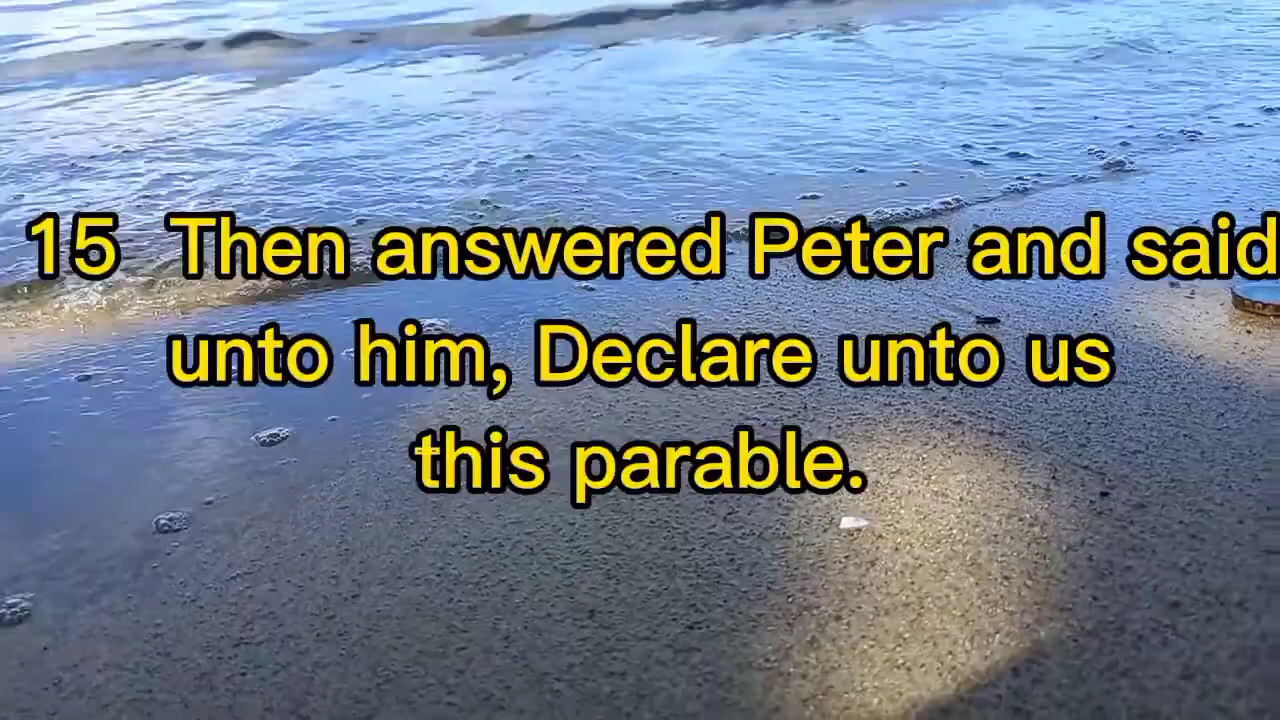 15 Then answered Peter and said
unto him, Declare unto us
this parable.